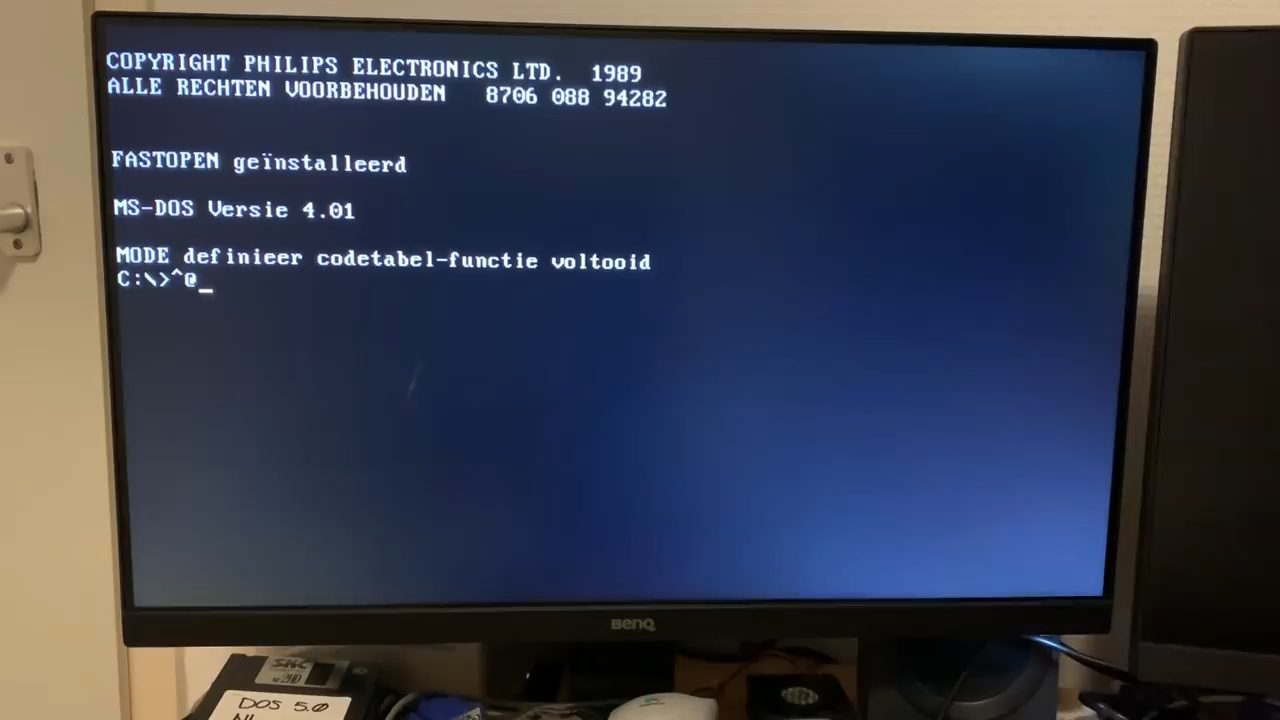 COPYRIGHT PHILIPS ELECTRONICS LTD.  1989
ALLE RECHTEN VOORBEHOUDEN   8706 088 94282
FASTOPEN geïnstalleerd
MS-DOS Versie 4.01
MODE definieer codetabel-functie voltooid
C:\>^@_
BenQ
SKC
DOS 5.0